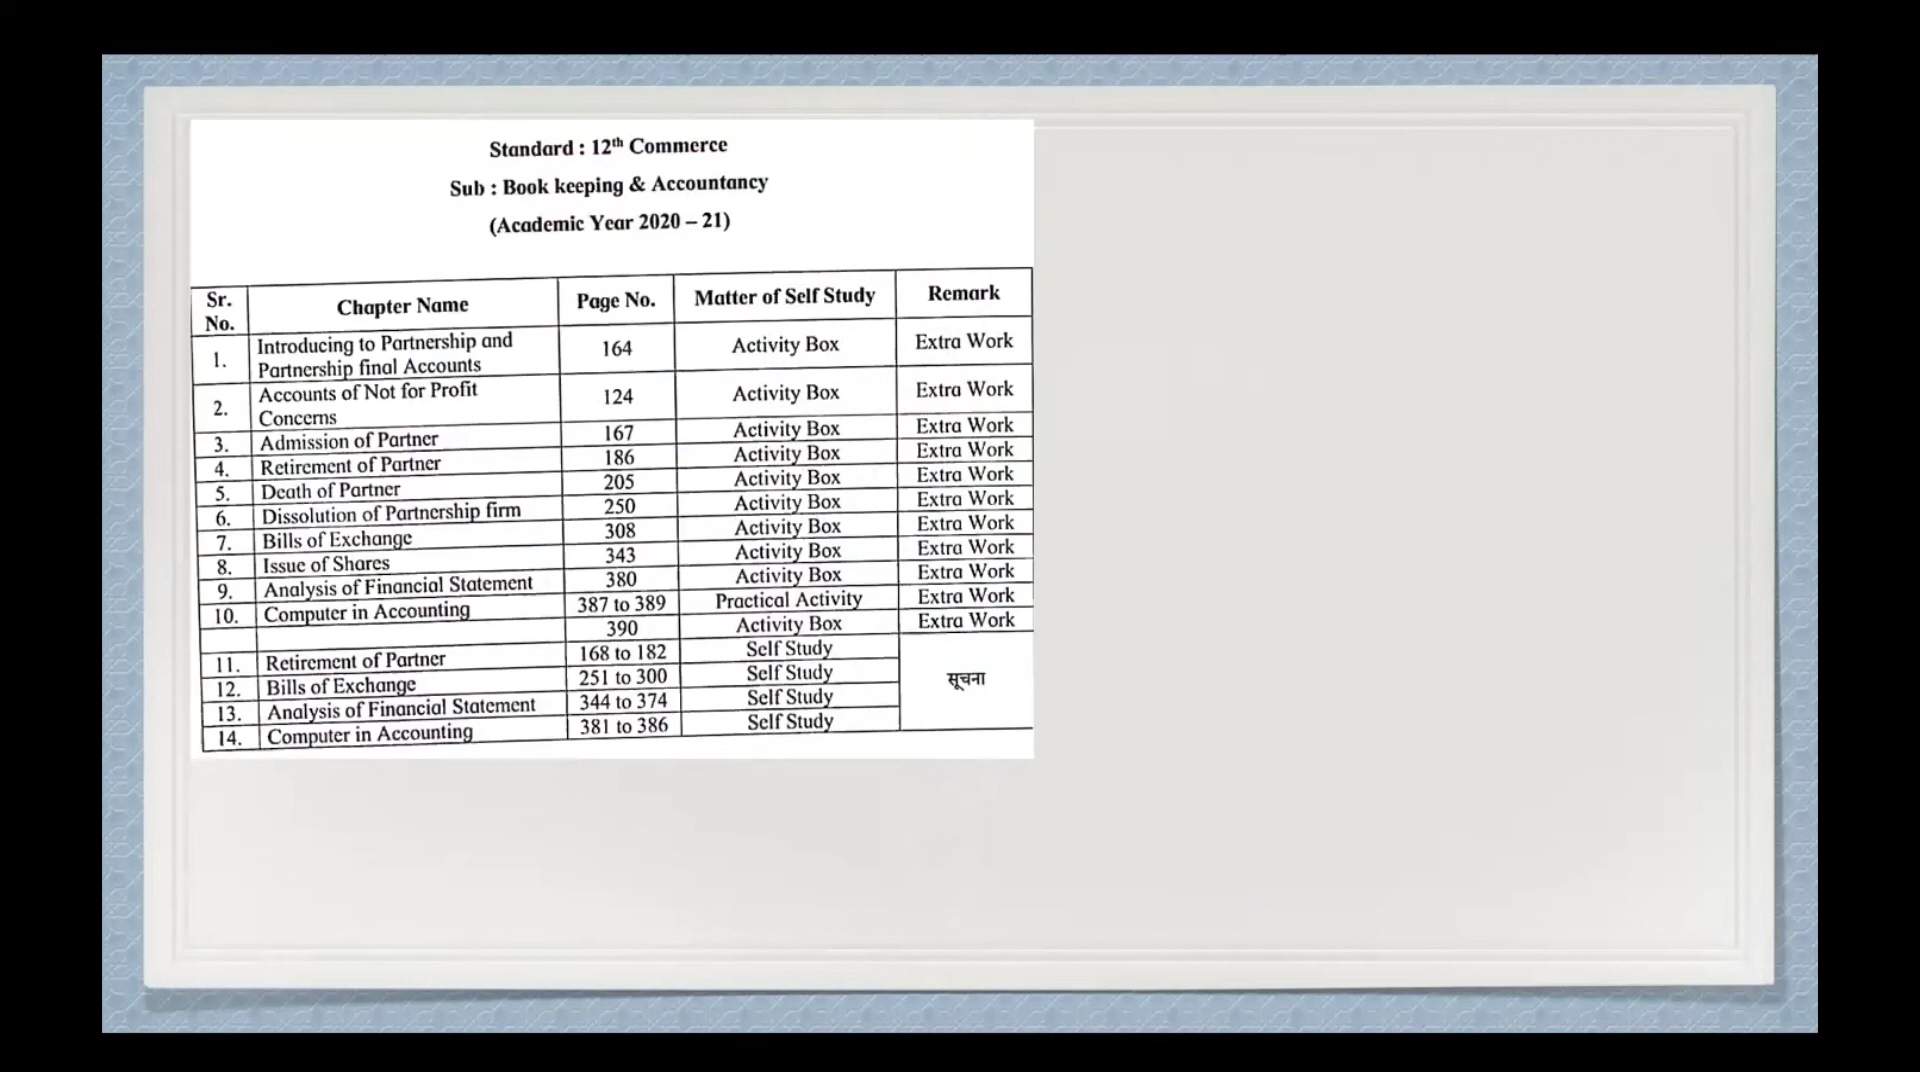 Standard : 12th Commerce
Sub : Book keeping & Accountancy
(Academic Year 2020 – 21)
Sr. No. Chapter Name Page No. Matter of Self Study Remark
1. Introducing to Partnership and Partnership final Accounts 164 Activity Box Extra Work
2. Accounts of Not for Profit Concerns 124 Activity Box Extra Work
3. Admission of Partner 167 Activity Box Extra Work
4. Retirement of Partner 186 Activity Box Extra Work
5. Death of Partner 205 Activity Box Extra Work
6. Dissolution of Partnership firm 250 Activity Box Extra Work
7. Bills of Exchange 308 Activity Box Extra Work
8. Issue of Shares 343 Activity Box Extra Work
9. Analysis of Financial Statement 380 Activity Box Extra Work
10. Computer in Accounting 387 to 389 Practical Activity Extra Work
390 Activity Box Extra Work
11. Retirement of Partner 168 to 182 Self Study
12. Bills of Exchange 251 to 300 Self Study सूचना
13. Analysis of Financial Statement 344 to 374 Self Study
14. Computer in Accounting 381 to 386 Self Study